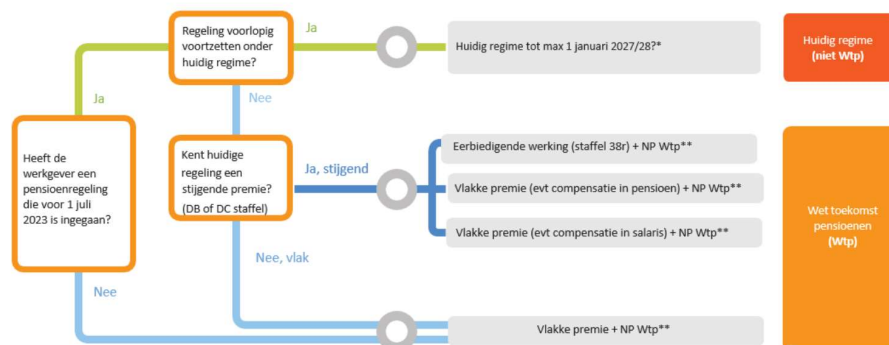 Regeling voorlopig
voortzetten onder
huidig regime?
Ja
Huidig regime tot max 1 januari 2027/28?*
Huidig regime
(niet Wtp)
Ja
Nee
Heeft de
werkgever een
pensioenregeling
die voor 1 juli
2023 is ingegaan?
Kent huidige
regeling een
stijgende premie?
(DB of DC staffel)
Ja, stijgend
Eerbiedigende werking (staffel 38r) + NP Wtp**
Vlakke premie (evt compensatie in pensioen) + NP Wtp**
Vlakke premie (evt compensatie in salaris) + NP Wtp**
Wet toekomst
pensioenen
(Wtp)
Nee, vlak
Nee
Vlakke premie + NP Wtp**